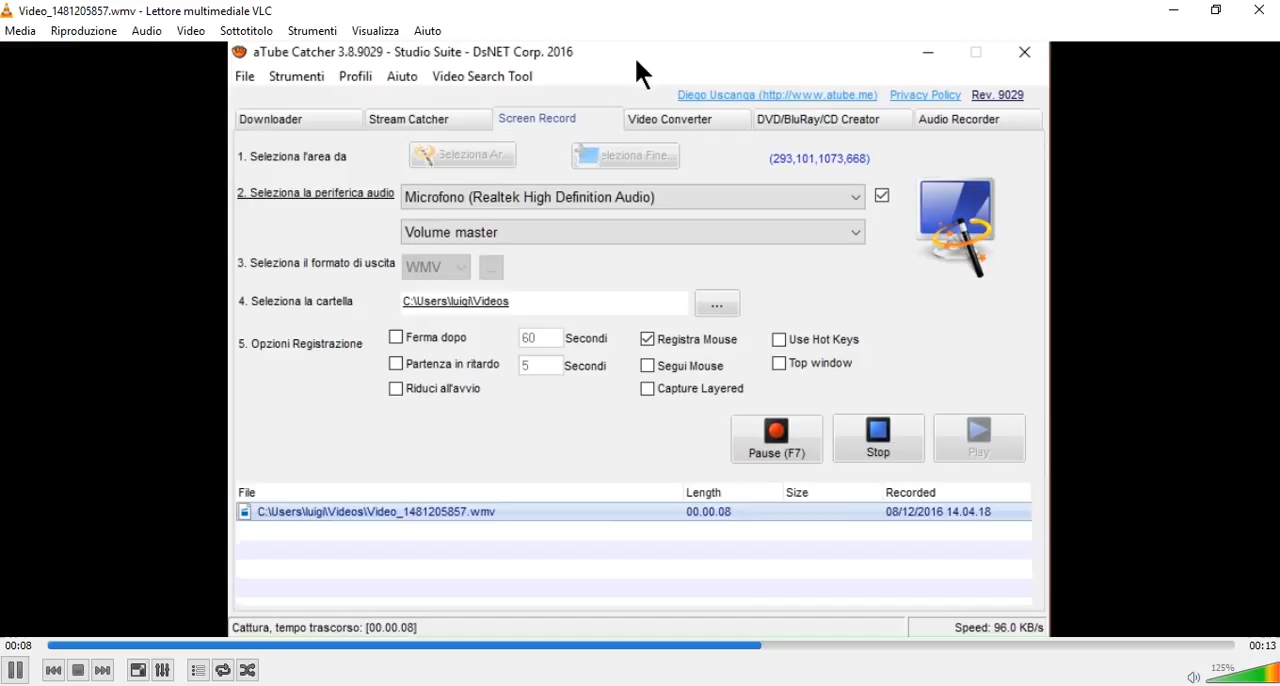 Video_1481205857.wmv - Lettore multimediale VLC
Media Riproduzione Audio Video Sottotitolo Strumenti Visualizza Aiuto
aTube Catcher 3.8.9029 - Studio Suite - DsNET Corp. 2016
File Strumenti Profili Aiuto Video Search Tool
Diego Uscanga (http://www.atube.me) Privacy Policy Rev. 9029
Downloader Stream Catcher Screen Record Video Converter DVD/BluRay/CD Creator Audio Recorder
1. Seleziona l'area da Seleziona Ar... eleziona Fine... (293,101,1073,668)
2. Seleziona la periferica audio Microfono (Realtek High Definition Audio)
Volume master
3. Seleziona il formato di uscita WMV ...
4. Seleziona la cartella C:\Users\luigi\Videos ...
5. Opzioni Registrazione Ferma dopo 60 Secondi Registra Mouse Use Hot Keys
Partenza in ritardo 5 Secondi Segui Mouse Top window
Riduci all'avvio Capture Layered
Pause (F7) Stop Play
File Length Size Recorded
C:\Users\luigi\Videos\Video_1481205857.wmv 00.00.08 08/12/2016 14.04.18
Cattura, tempo trascorso: [00.00.08] Speed: 96.0 KB/s
00:08 00:13
125%